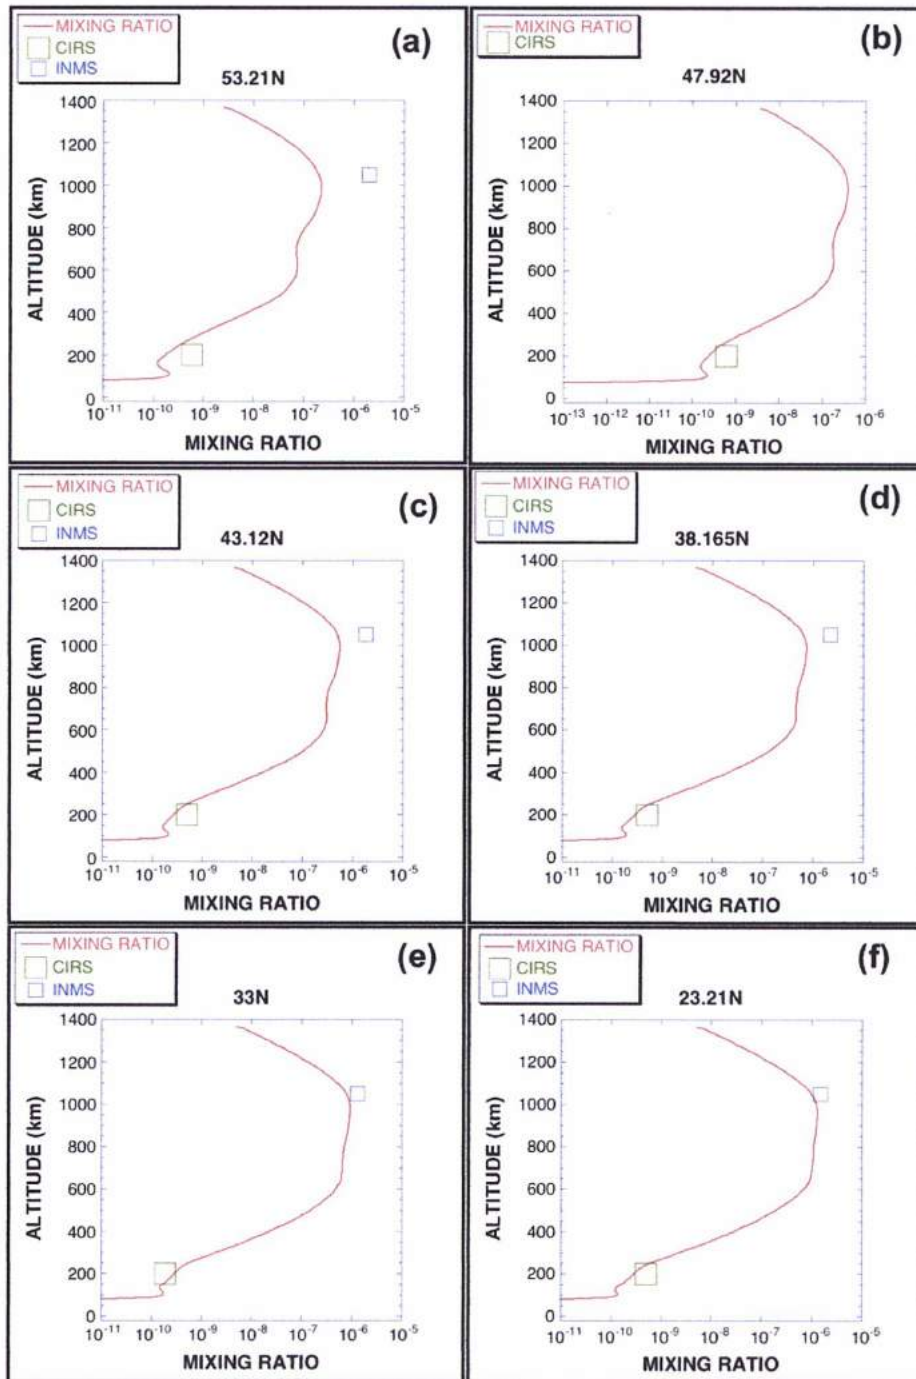 MIXING RATIO
CIRS
INMS
(a)
53.21N
1400
1200
1000
800
600
400
200
0
10⁻¹¹ 10⁻¹⁰ 10⁻⁹ 10⁻⁸ 10⁻⁷ 10⁻⁶ 10⁻⁵
ALTITUDE (km)
MIXING RATIO
MIXING RATIO
CIRS
(b)
47.92N
1400
1200
1000
800
600
400
200
0
10⁻¹³ 10⁻¹² 10⁻¹¹ 10⁻¹⁰ 10⁻⁹ 10⁻⁸ 10⁻⁷ 10⁻⁶
ALTITUDE (km)
MIXING RATIO
MIXING RATIO
CIRS
INMS
(c)
43.12N
1400
1200
1000
800
600
400
200
0
10⁻¹¹ 10⁻¹⁰ 10⁻⁹ 10⁻⁸ 10⁻⁷ 10⁻⁶ 10⁻⁵
ALTITUDE (km)
MIXING RATIO
MIXING RATIO
CIRS
INMS
(d)
38.165N
1400
1200
1000
800
600
400
200
0
10⁻¹¹ 10⁻¹⁰ 10⁻⁹ 10⁻⁸ 10⁻⁷ 10⁻⁶ 10⁻⁵
ALTITUDE (km)
MIXING RATIO
MIXING RATIO
CIRS
INMS
(e)
33N
1400
1200
1000
800
600
400
200
0
10⁻¹¹ 10⁻¹⁰ 10⁻⁹ 10⁻⁸ 10⁻⁷ 10⁻⁶ 10⁻⁵
ALTITUDE (km)
MIXING RATIO
MIXING RATIO
CIRS
INMS
(f)
23.21N
1400
1200
1000
800
600
400
200
0
10⁻¹¹ 10⁻¹⁰ 10⁻⁹ 10⁻⁸ 10⁻⁷ 10⁻⁶ 10⁻⁵
ALTITUDE (km)
MIXING RATIO